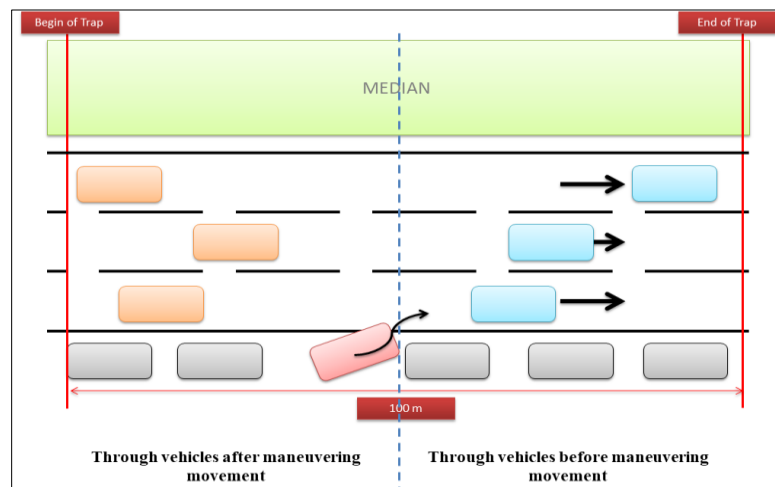 Begin of Trap
End of Trap
MEDIAN
100 m
Through vehicles after maneuvering
movement
Through vehicles before maneuvering
movement